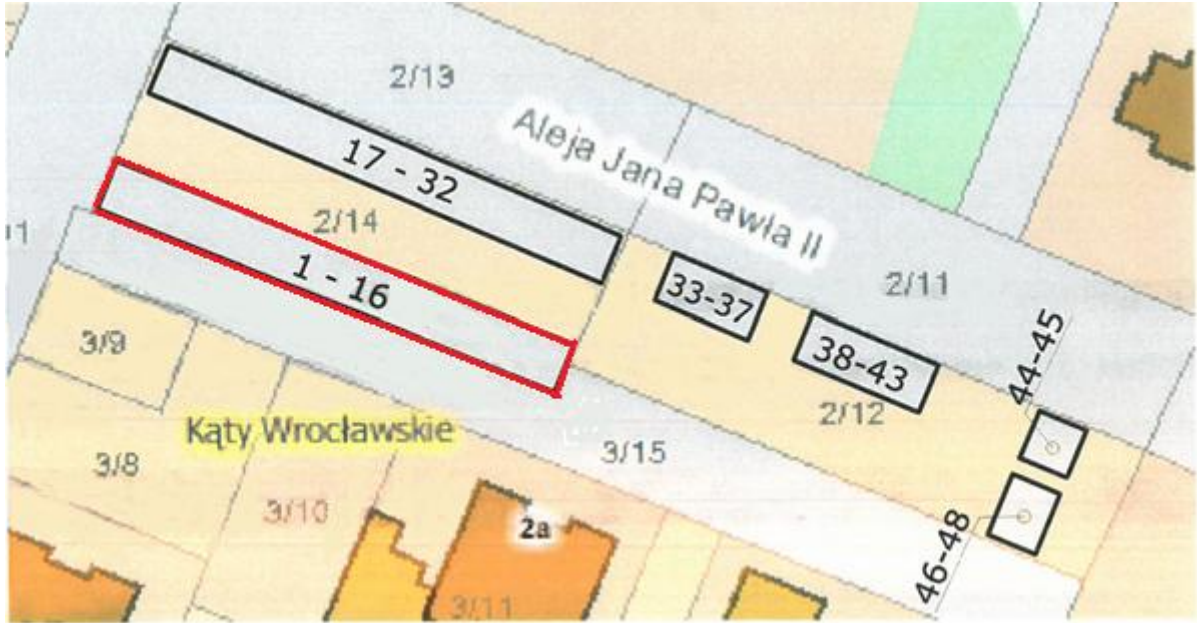 2/13
Aleja Jana Pawła II
17 - 32
2/14
1 - 16
33-37
2/11
38-43
44-45
3/9
2/12
Kąty Wrocławskie
3/15
3/8
3/10
2a
46-48
3/11